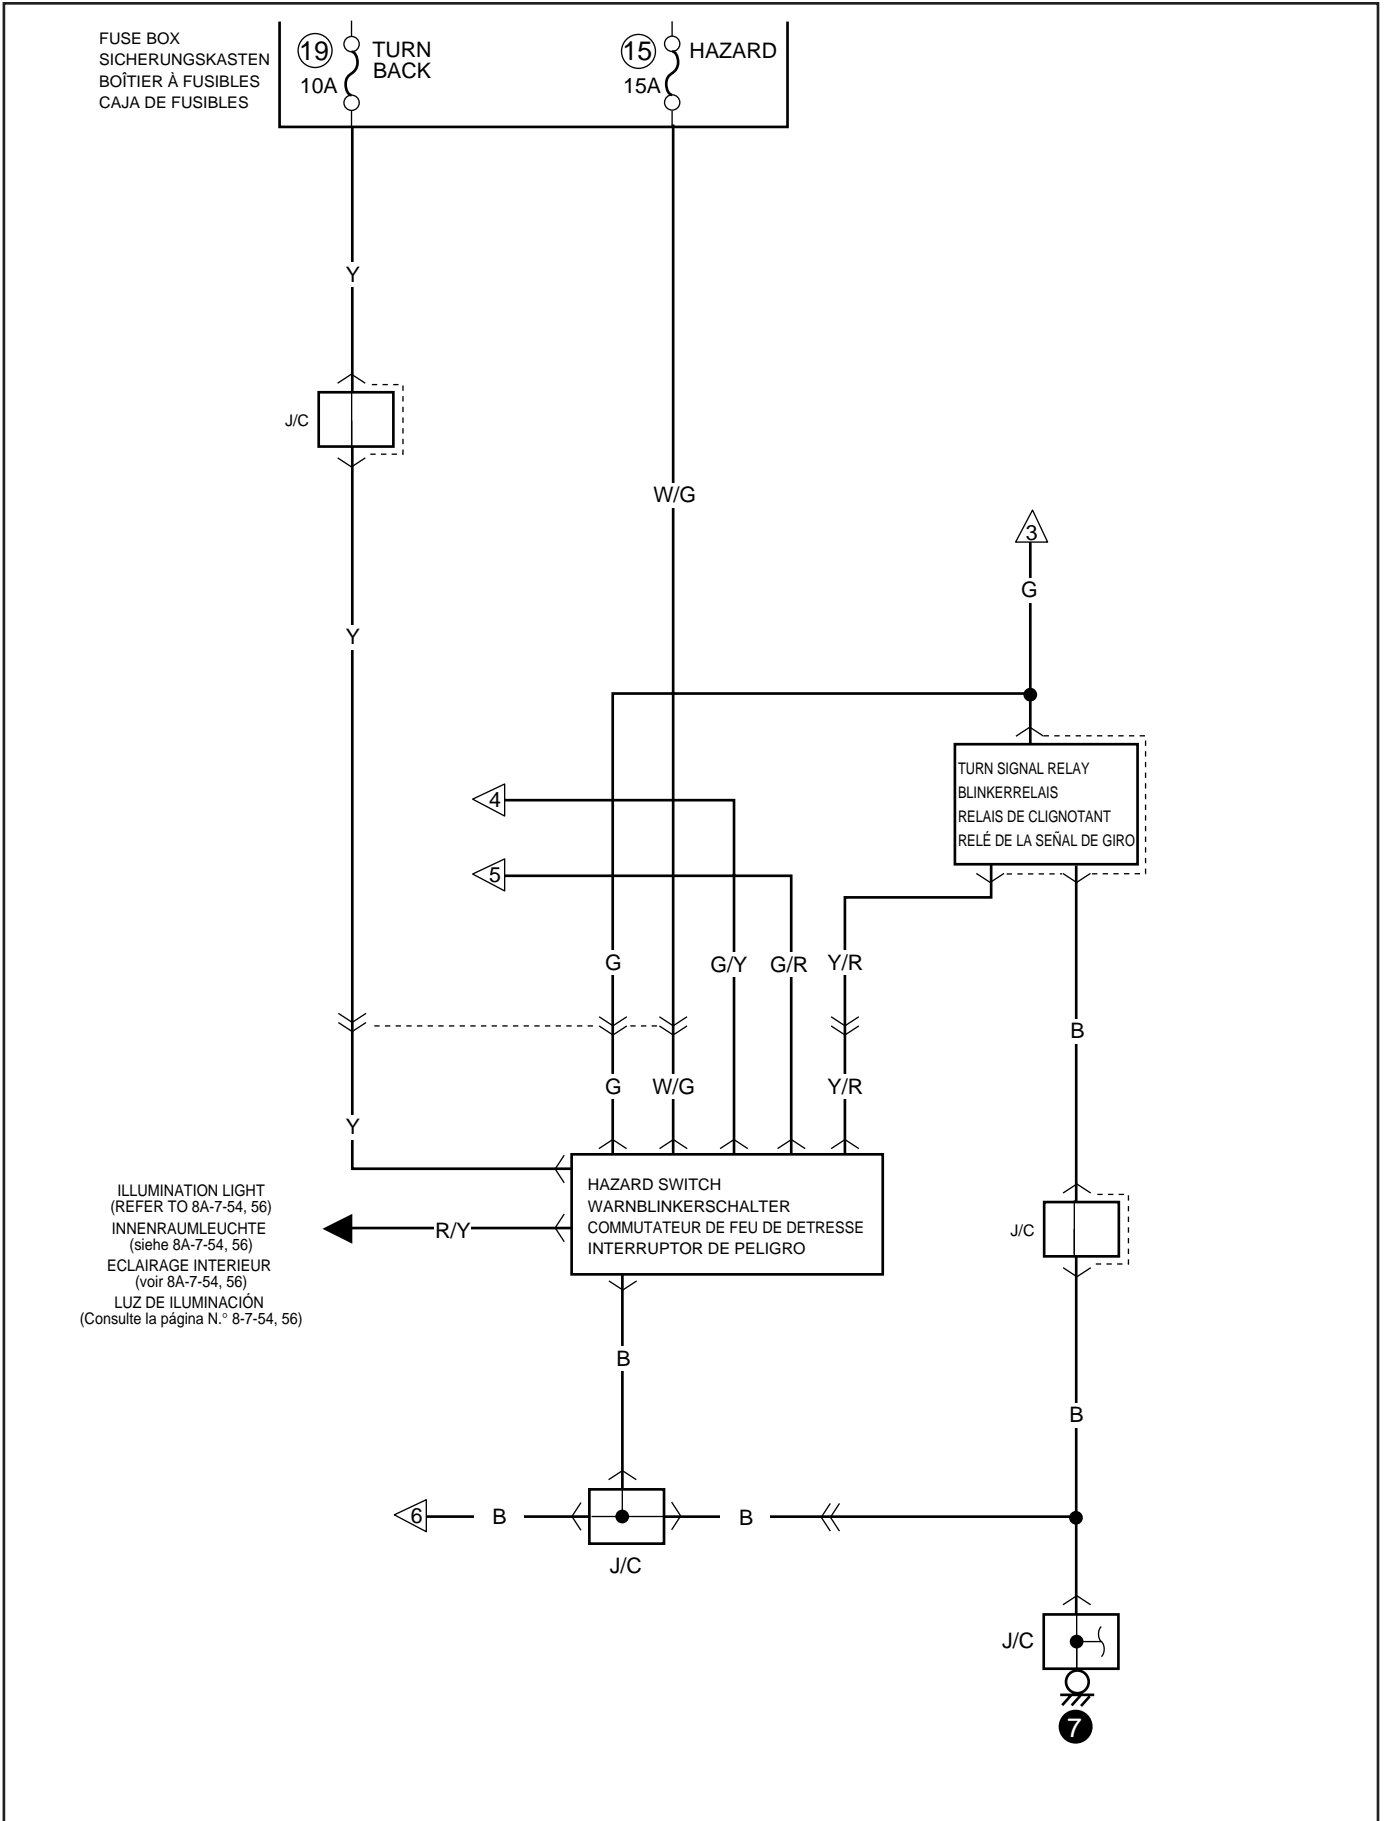 FUSE BOX
SICHERUNGSKASTEN
BOÎTIER À FUSIBLES
CAJA DE FUSIBLES
19
10A
TURN
BACK
15
15A
HAZARD
Y
J/C
W/G
3
G
Y
TURN SIGNAL RELAY
BLINKERRELAIS
RELAIS DE CLIGNOTANT
RELÉ DE LA SEÑAL DE GIRO
4
5
G
G/Y
G/R
Y/R
B
G
W/G
Y/R
Y
HAZARD SWITCH
WARNBLINKERSCHALTER
COMMUTATEUR DE FEU DE DETRESSE
INTERRUPTOR DE PELIGRO
ILLUMINATION LIGHT
(REFER TO 8A-7-54, 56)
INNENRAUMLEUCHTE
(siehe 8A-7-54, 56)
ECLAIRAGE INTERIEUR
(voir 8A-7-54, 56)
LUZ DE ILUMINACIÓN
(Consulte la página N.° 8-7-54, 56)
R/Y
J/C
B
B
6
B
B
J/C
J/C
7